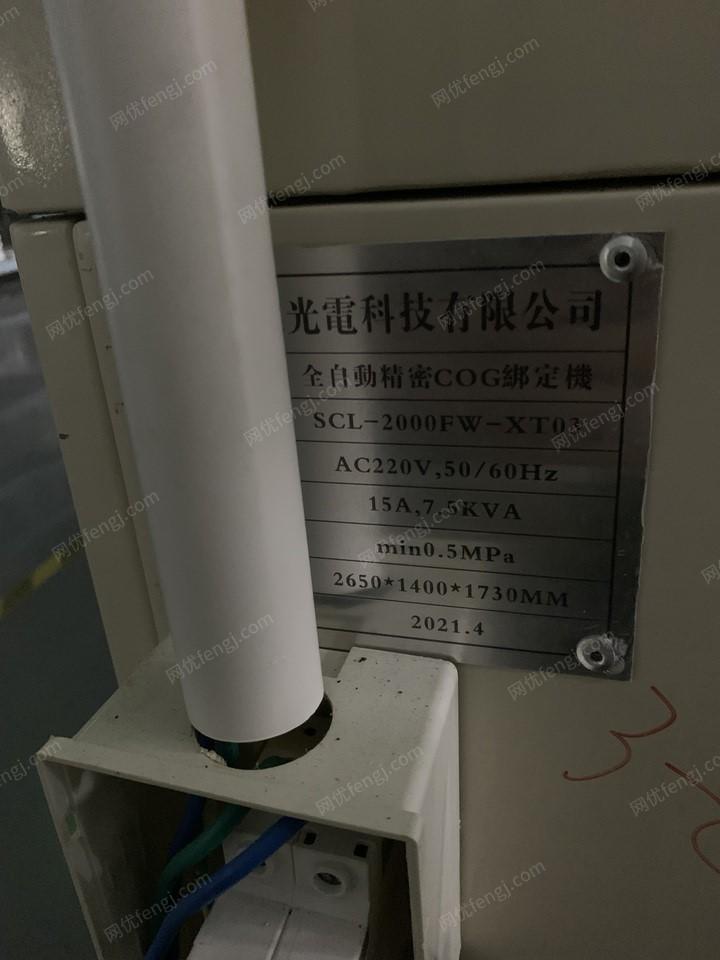 光電科技有限公司
全自動精密COG綁定機
SCL-2000FW-XT03
AC220V,50/60Hz
15A,7.5KVA
min0.5MPa
2650*1400*1730MM
2021.4
网优fengj.com